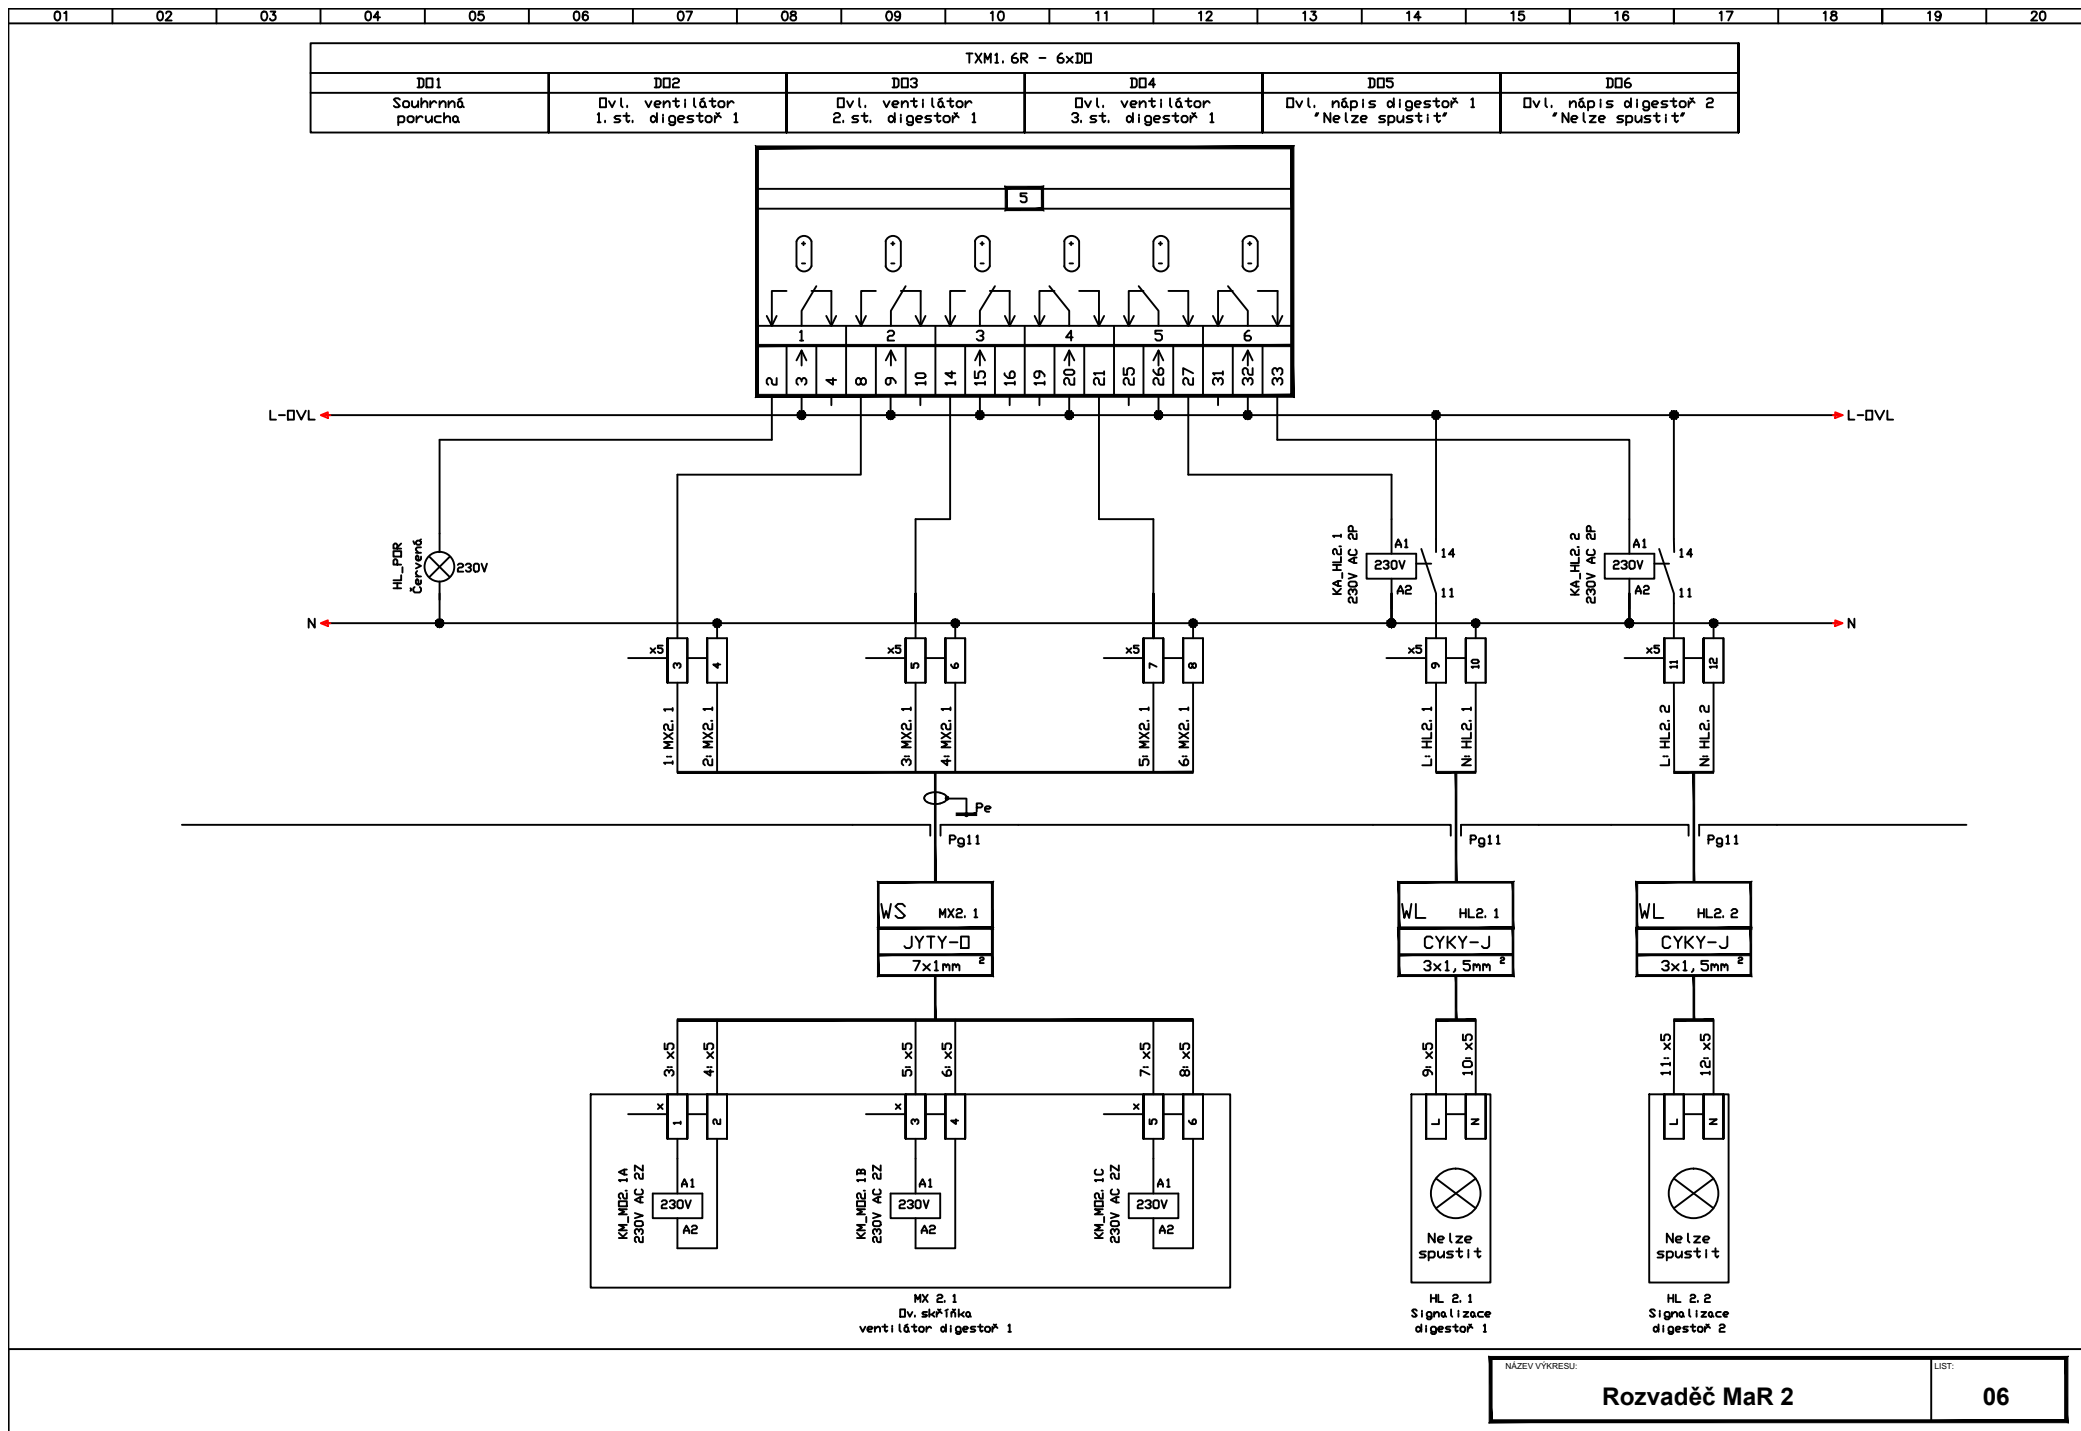 01 02 03 04 05 06 07 08 09 10 11 12 13 14 15 16 17 18 19 20
TXM1.6R - 6xDO
DO1 DO2 DO3 DO4 DO5 DO6
Souhrnná
porucha
Ovl. ventilátor
1.st. digestoř 1
Ovl. ventilátor
2.st. digestoř 1
Ovl. ventilátor
3.st. digestoř 1
Ovl. nápis digestoř 1
"Nelze spustit"
Ovl. nápis digestoř 2
"Nelze spustit"
5
+ + + + + +
- - - - - -
1 2 3 4 5 6
2 3 4 8 9 10 14 15 16 19 20 21 25 26 27 31 32 33
L-OVL L-OVL
HL_POR
Červená
230V
KA_HL2.1
230V AC 2P
A1
230V
A2
14
11
KA_HL2.2
230V AC 2P
A1
230V
A2
14
11
N N
x5 3 4 x5 5 6 x5 7 8 x5 9 10 x5 11 12
1:MX2.1 2:MX2.1 3:MX2.1 4:MX2.1 5:MX2.1 6:MX2.1 L:HL2.1 N:HL2.1 L:HL2.2 N:HL2.2
Pe
Pg11 Pg11 Pg11
WS MX2.1
JYTY-O
7x1mm²
WL HL2.1
CYKY-J
3x1,5mm²
WL HL2.2
CYKY-J
3x1,5mm²
3:x5 4:x5 5:x5 6:x5 7:x5 8:x5 9:x5 10:x5 11:x5 12:x5
x 1 2 x 3 4 x 5 6 L N L N
KM_MO2.1A
230V AC 2Z
A1
230V
A2
KM_MO2.1B
230V AC 2Z
A1
230V
A2
KM_MO2.1C
230V AC 2Z
A1
230V
A2
Nelze
spustit
Nelze
spustit
MX 2.1
Ov.skříňka
ventilátor digestoř 1
HL 2.1
Signalizace
digestoř 1
HL 2.2
Signalizace
digestoř 2
NÁZEV VÝKRESU:
Rozvaděč MaR 2
LIST:
06